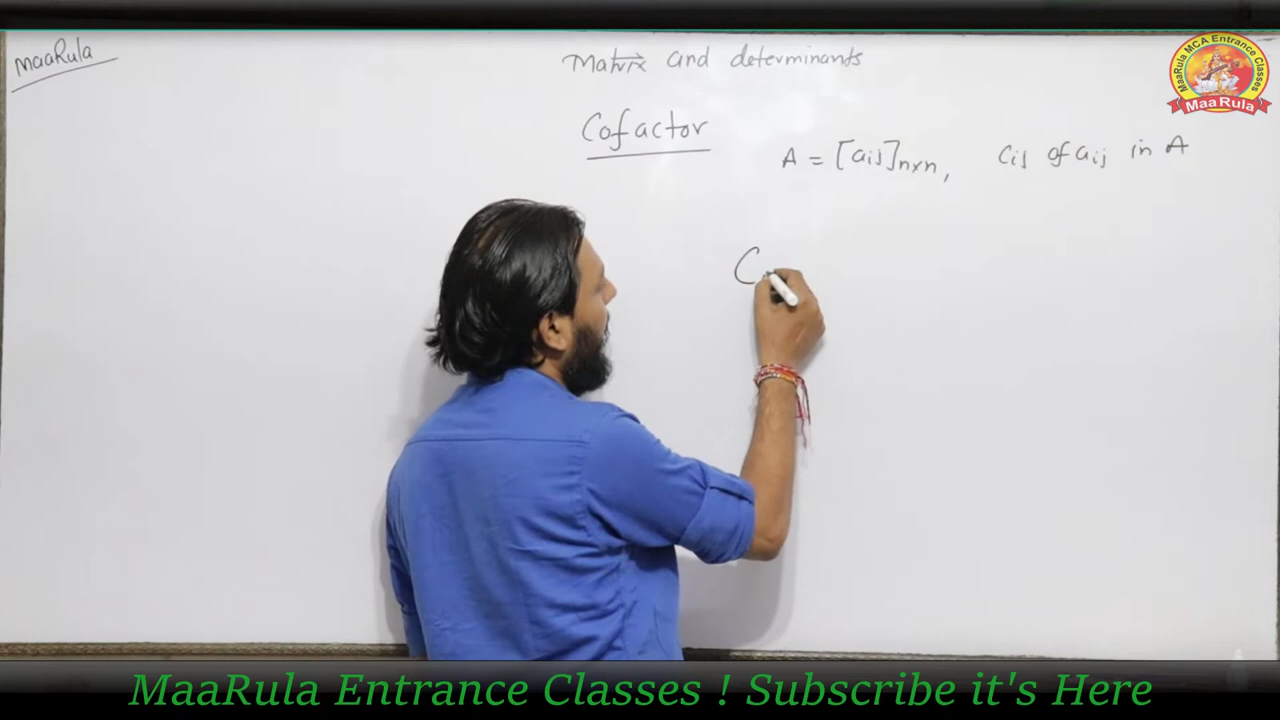 MaaRula
Matrix and determinants
Cofactor
A = [aij]n×n, Cij of aij in A
C
MaaRula MCA Entrance Classes
MaaRula
MaaRula Entrance Classes ! Subscribe it's Here